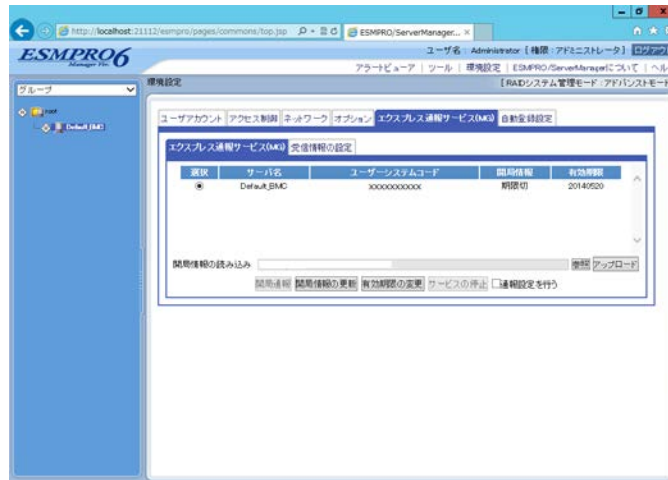 http://localhost:21112/esmpro/pages/commons/top.jsp
ESMPRO/ServerManager...
ESMPRO6
Manager Ver.
ユーザ名 : Administrator [ 権限 : アドミニストレータ ] ログアウ
アラートビューア | ツール | 環境設定 | ESMPRO/ServerManagerについて | ヘル
グループ
環境設定
[ RAIDシステム管理モード : アドバンストモード
root
Default_BMC
ユーザアカウント アクセス制御 ネットワーク オプション エクスプレス通報サービス(MG) 自動登録設定
エクスプレス通報サービス(MG) 受信情報の設定
選択 サーバ名 ユーザーシステムコード 開局情報 有効期限
Default_BMC xxxxxxxxxxx 期限切 20140520
開局情報の読み込み 参照 アップロード
開局通報 開局情報の更新 有効期限の変更 サービスの停止 通報設定を行う